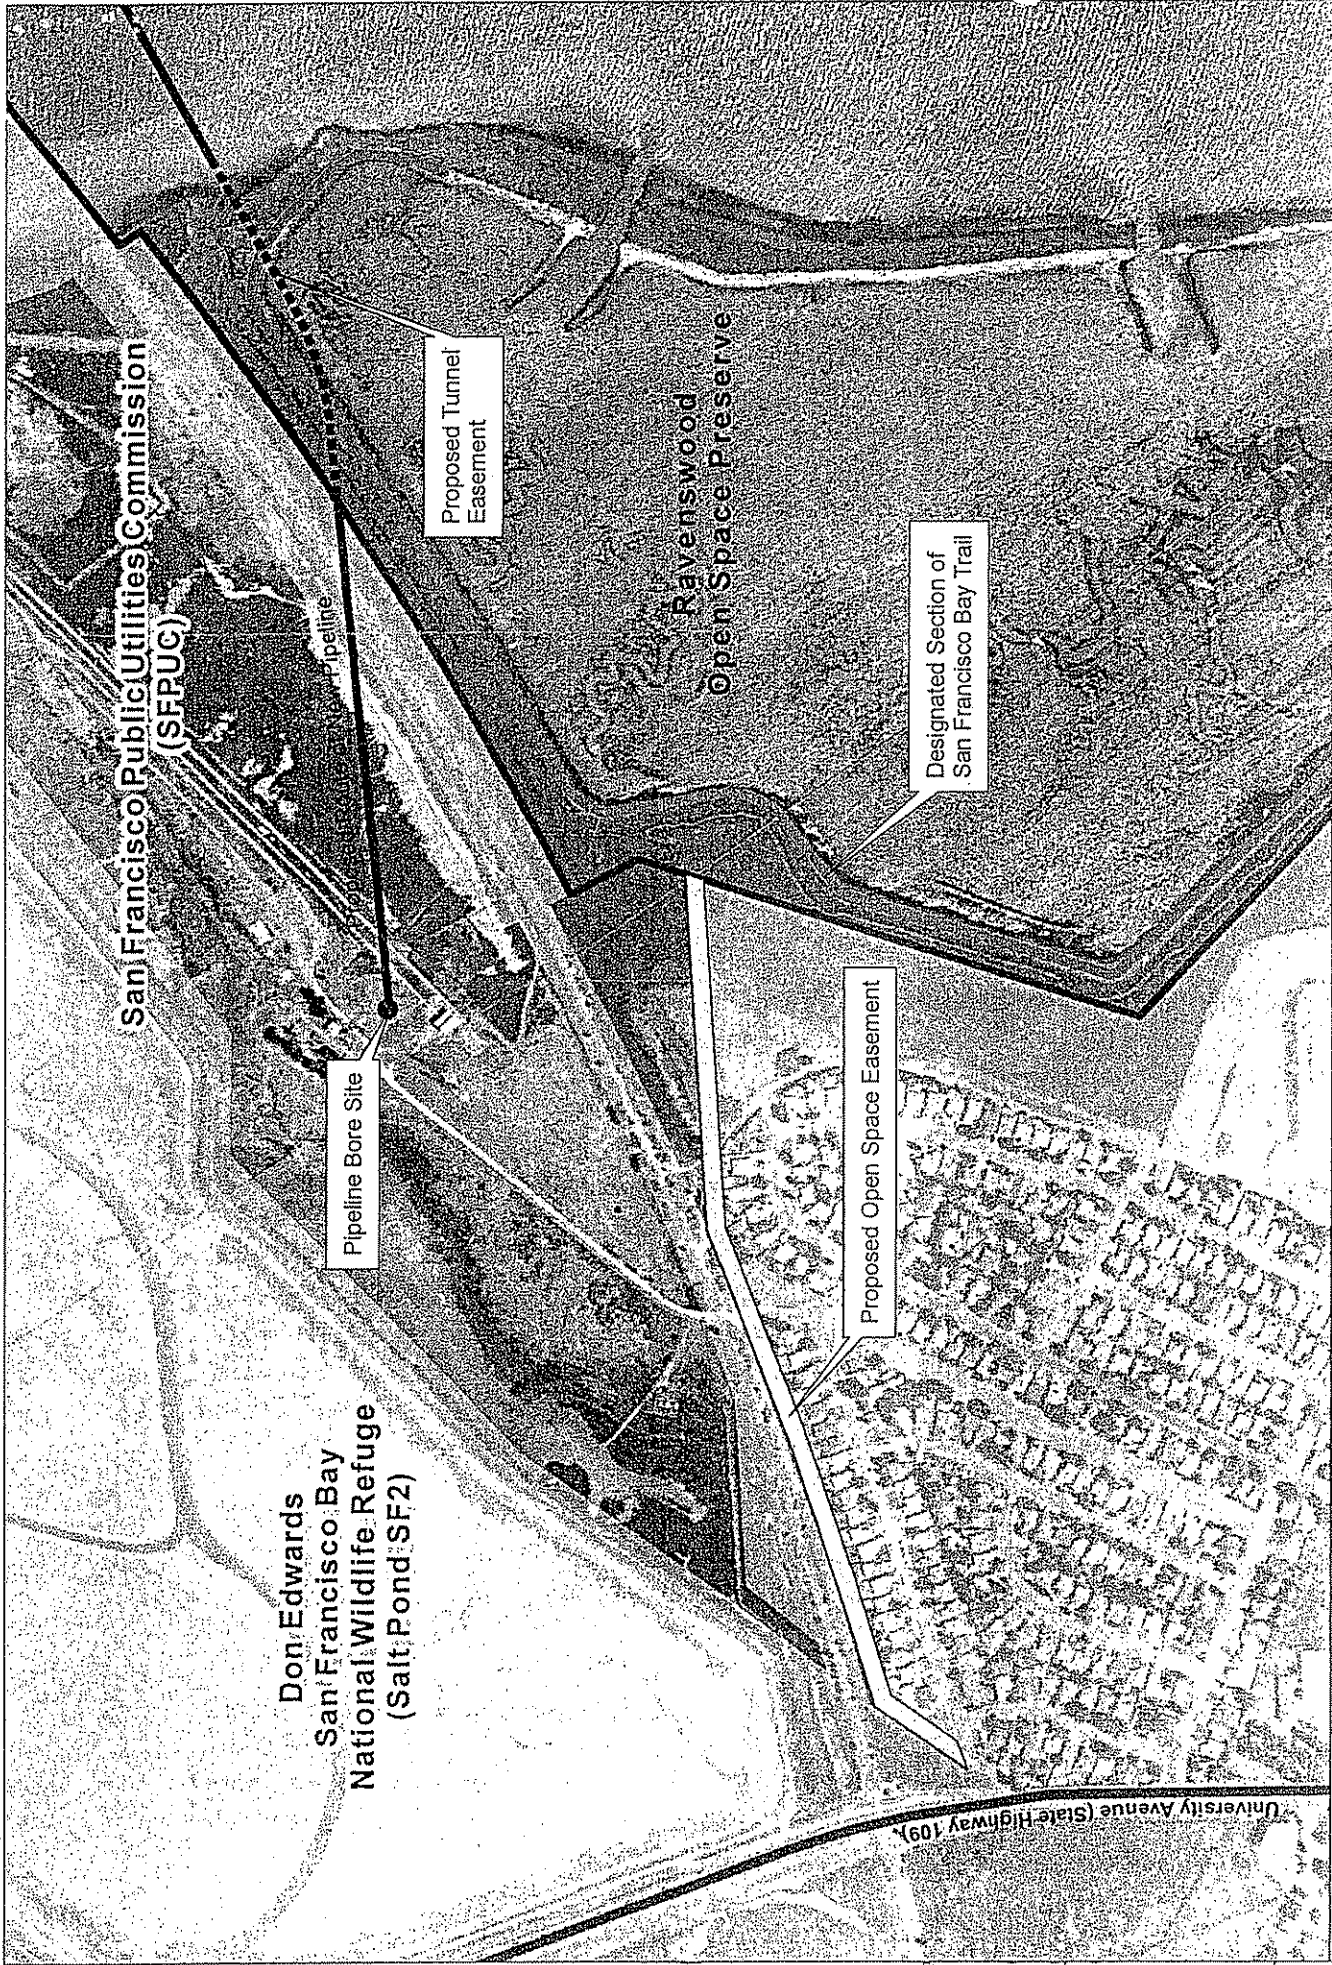 San Francisco Public Utilities Commission
(SFPUC)
Don Edwards
San Francisco Bay
National Wildlife Refuge
(Salt Pond SF2)
Pipeline Bore Site
New Pipeline
Proposed Tunnel
Easement
Ravenswood
Open Space Preserve
Designated Section of
San Francisco Bay Trail
Proposed Open Space Easement
University Avenue (State Highway 109)